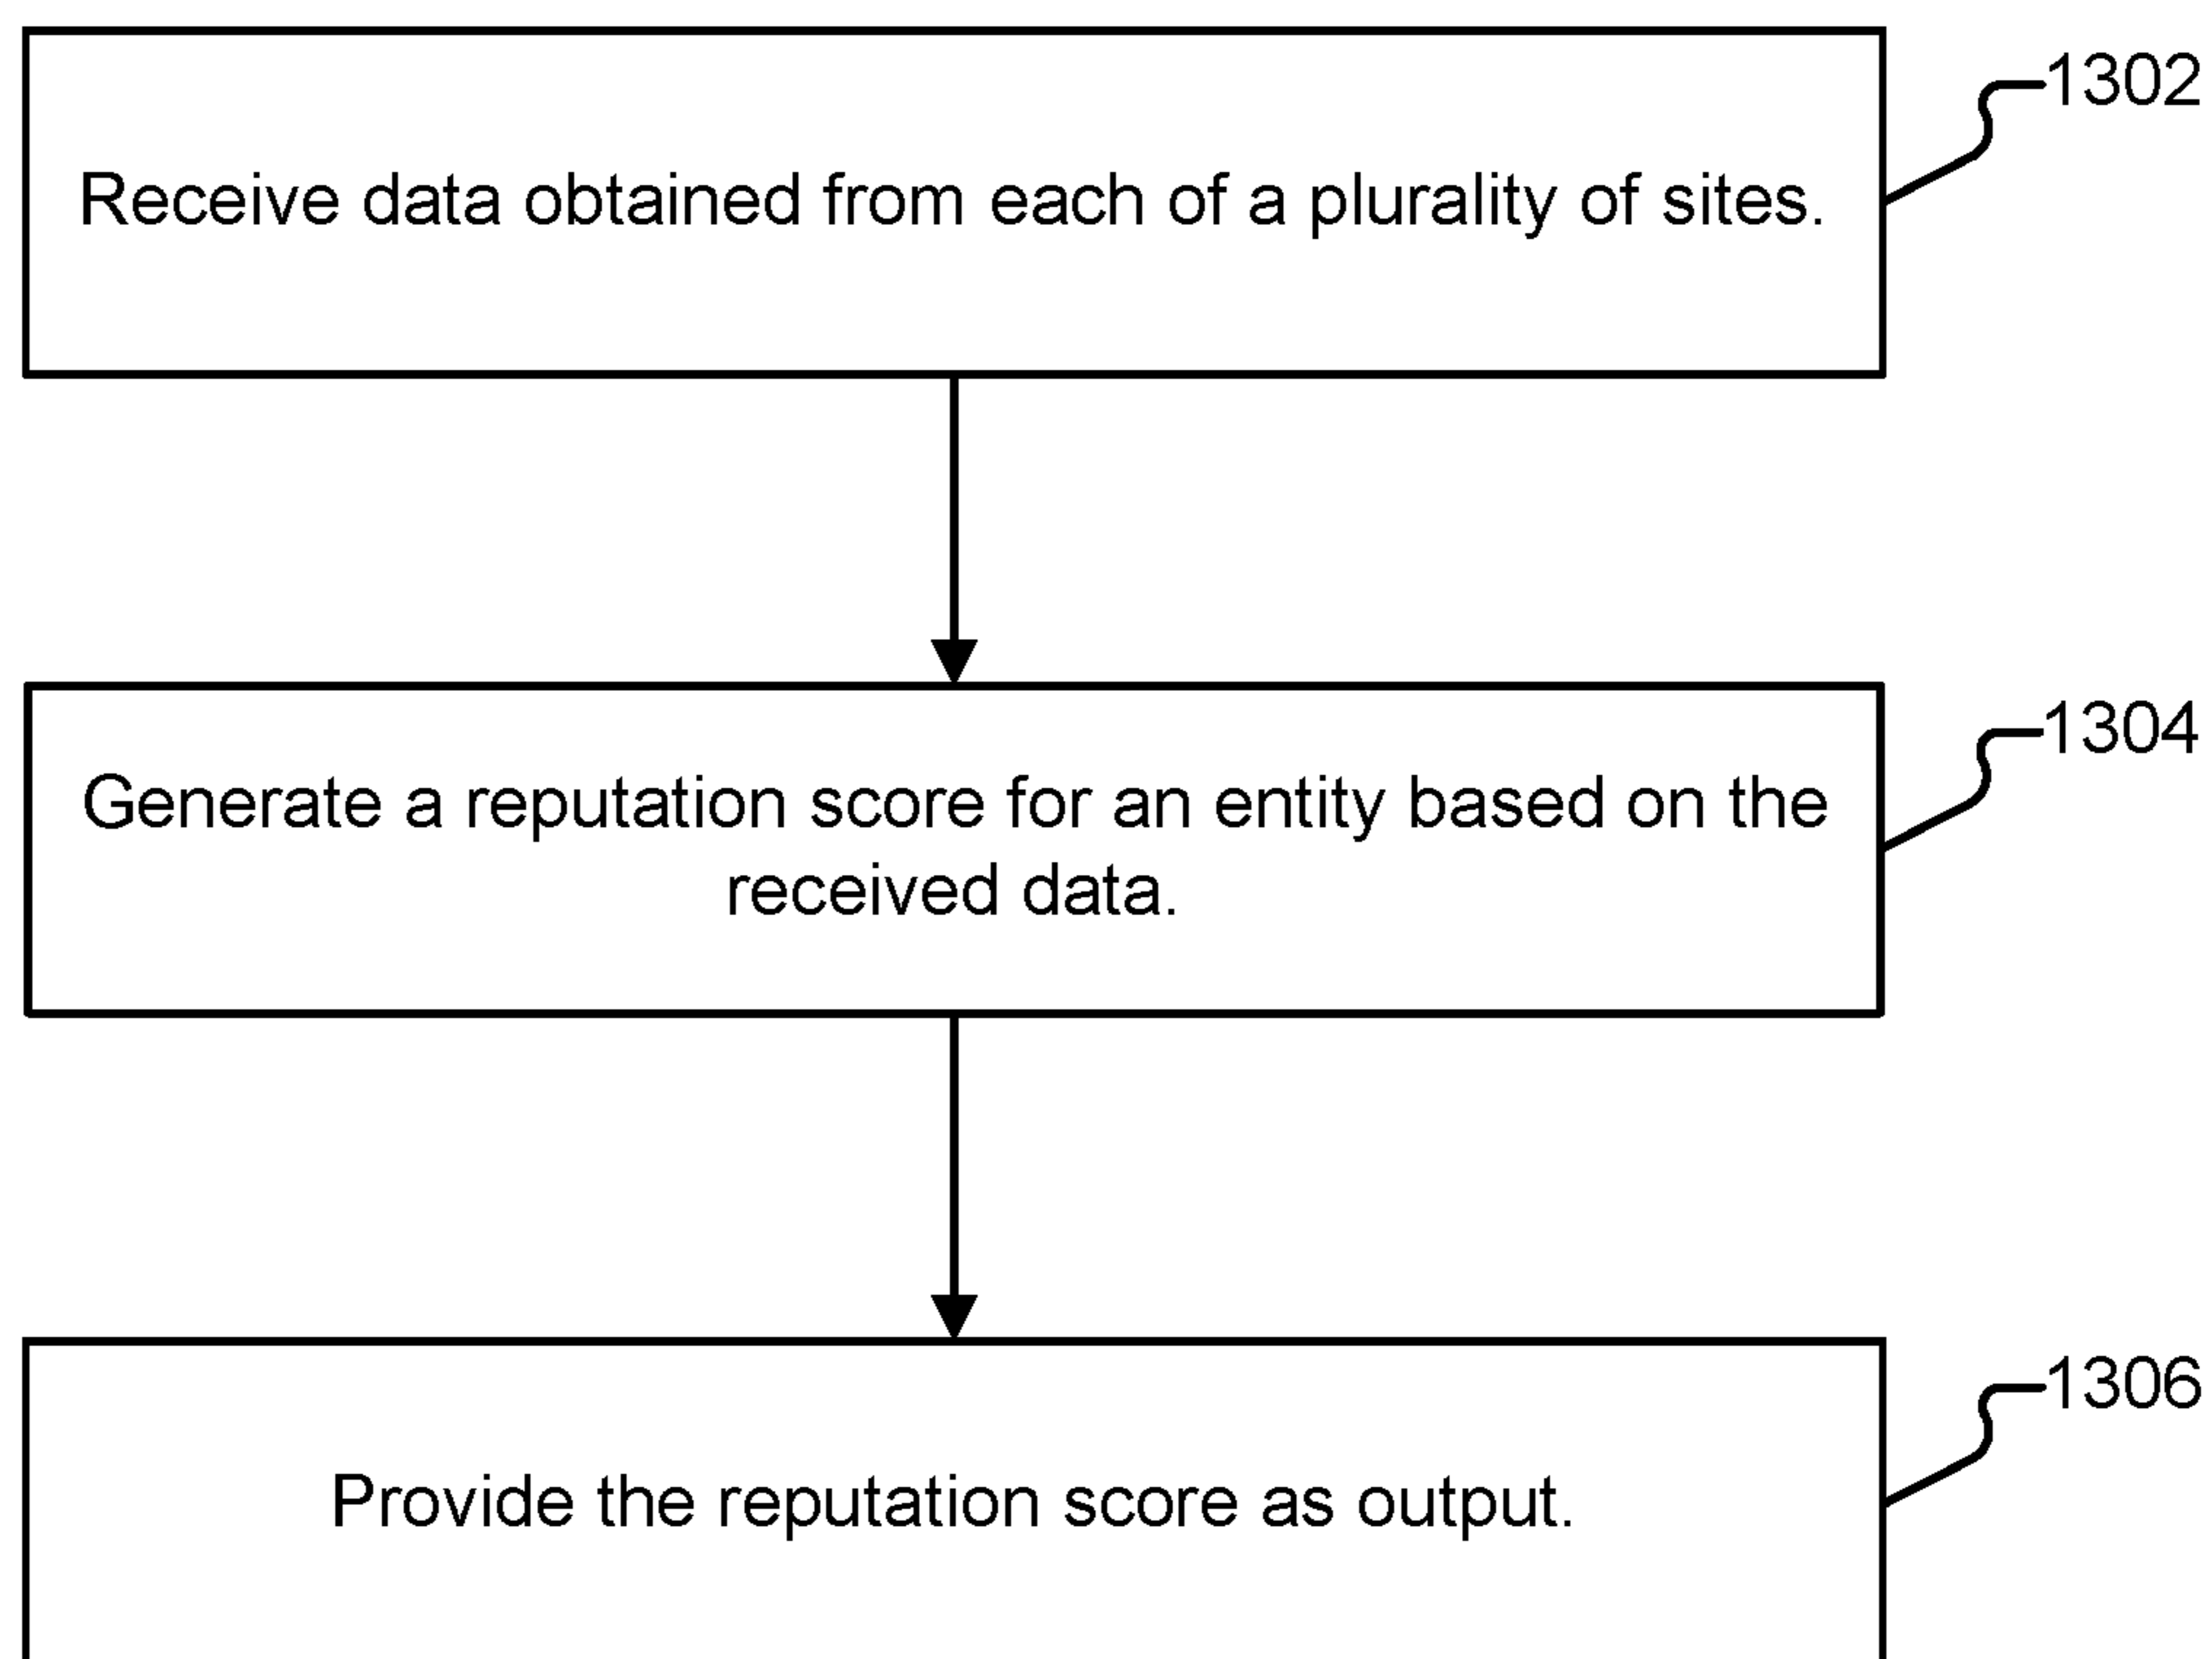 1302
Receive data obtained from each of a plurality of sites.
1304
Generate a reputation score for an entity based on the
received data.
1306
Provide the reputation score as output.